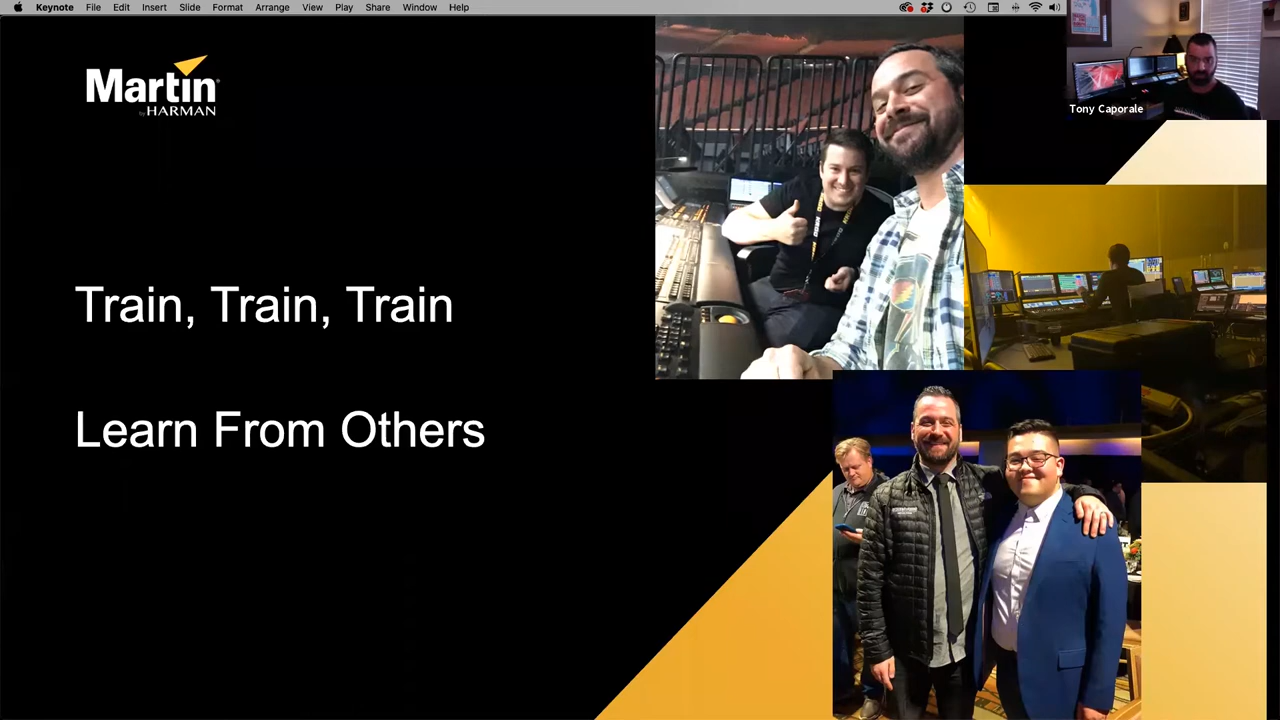 Keynote File Edit Insert Slide Format Arrange View Play Share Window Help
Martin
by HARMAN
Tony Caporale
Train, Train, Train
Learn From Others